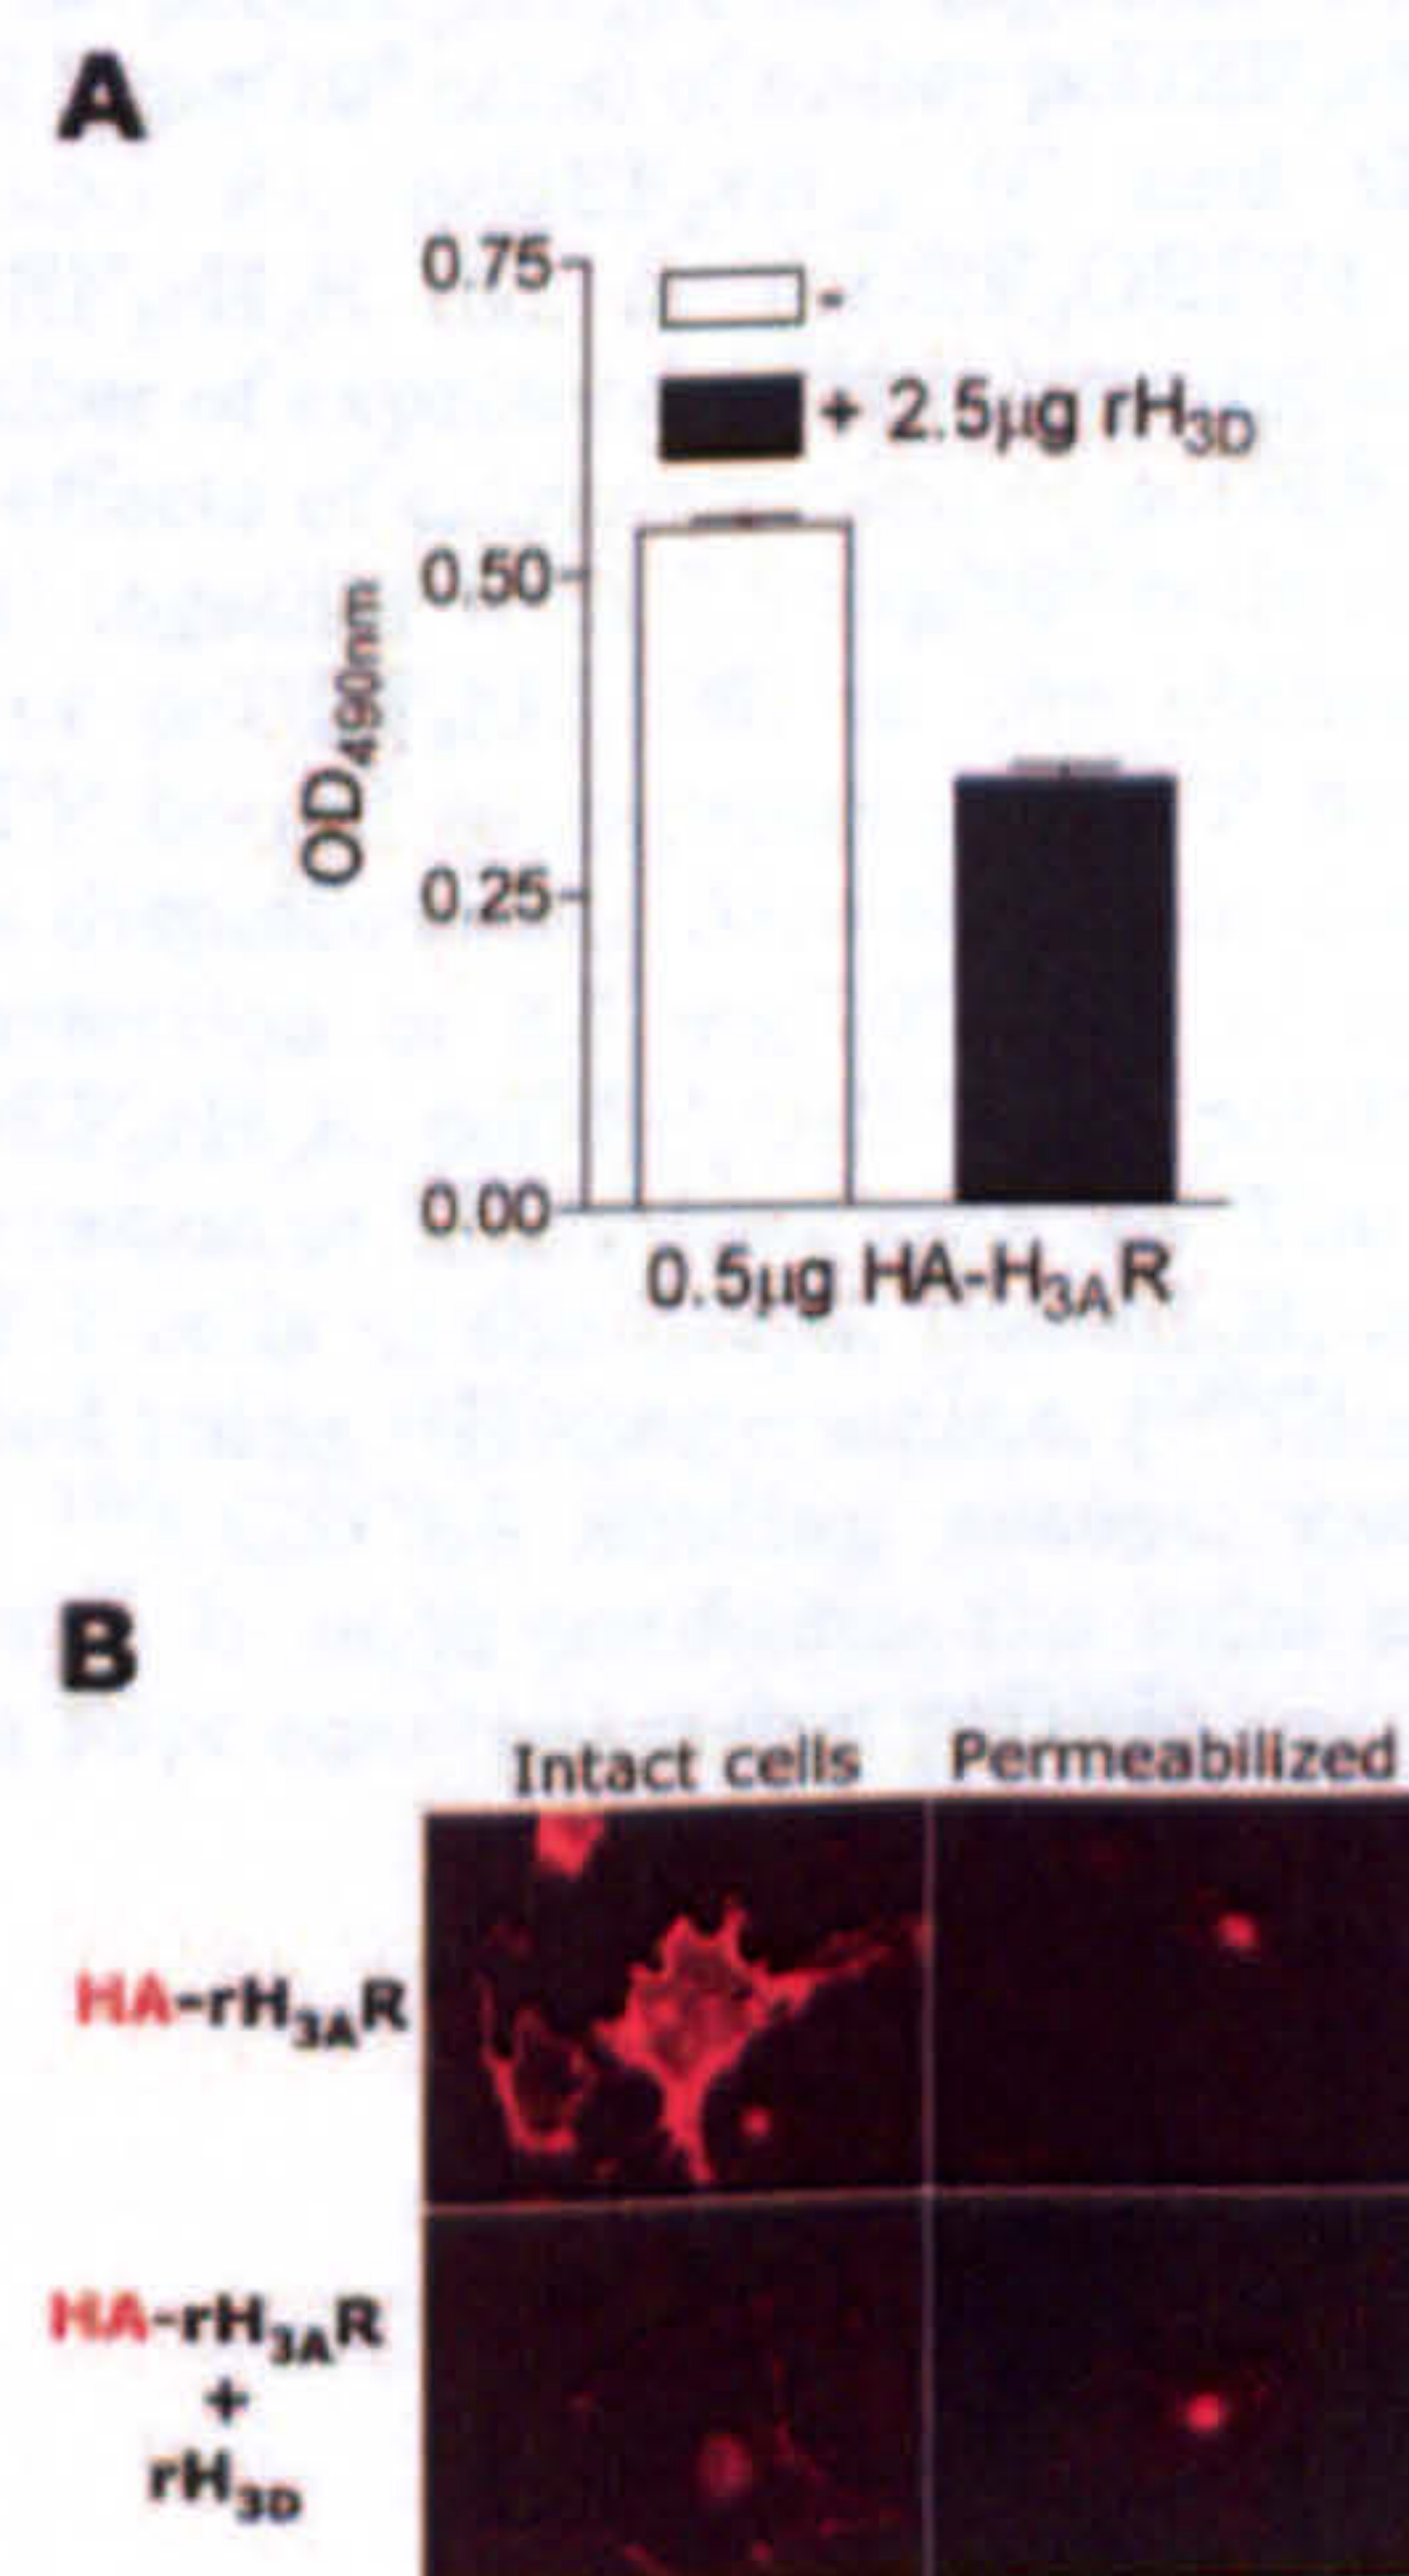 A
0.75
-
+ 2.5μg rH3D
0.50
OD490nm
0.25
0.00
0.5μg HA-H3AR
B
Intact cells Permeabilized
HA-rH3AR
HA-rH3AR
+
rH3D